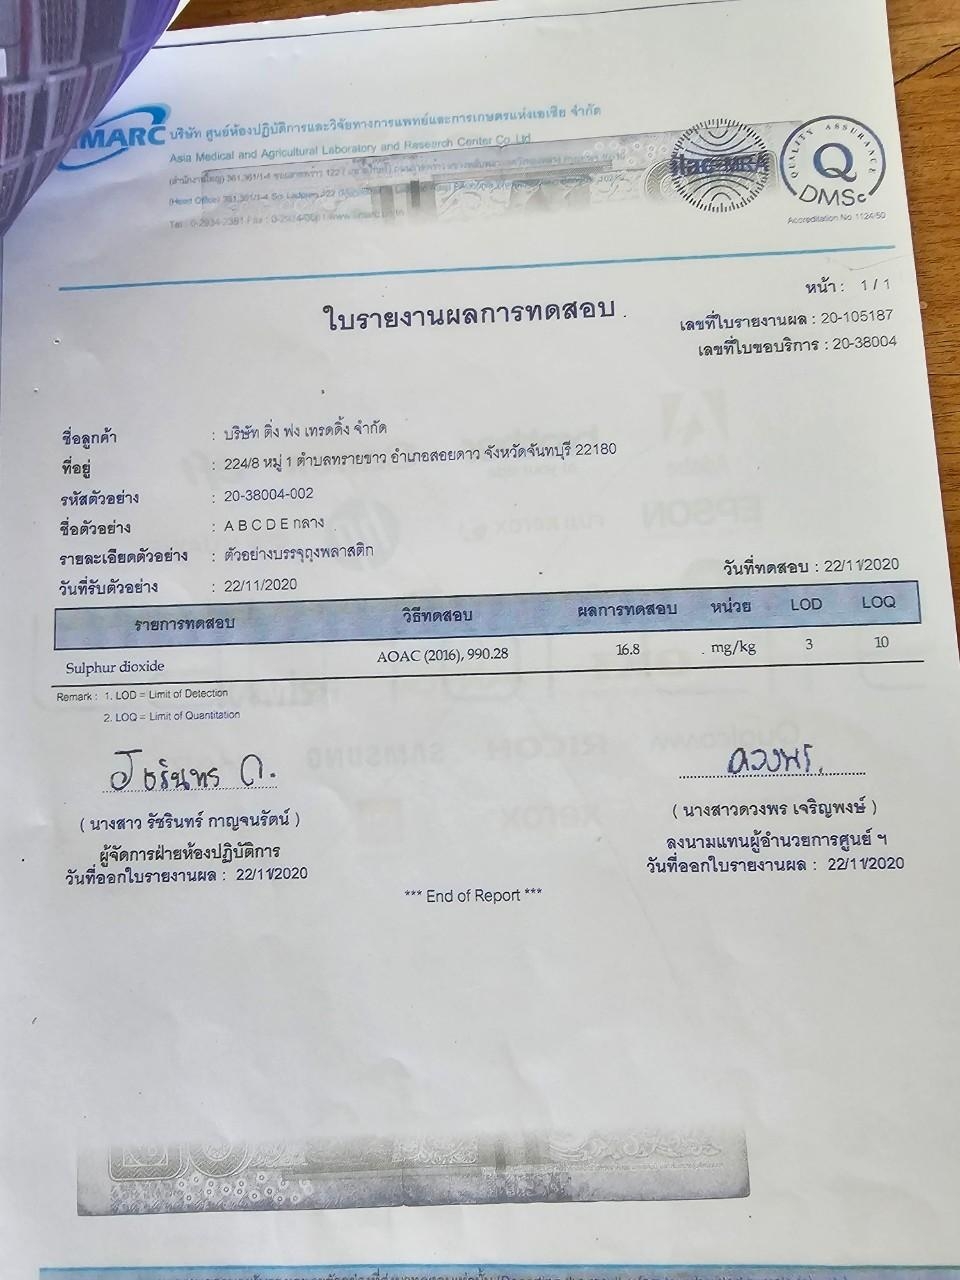 MARC บริษัท ศูนย์ห้องปฏิบัติการและวิจัยทางการแพทย์และการเกษตรแห่งเอเซีย จำกัด
Asia Medical and Agricultural Laboratory and Research Center Co.,Ltd
ilac-MRA
QUALITY ASSURANCE
Q
DMSc
Accreditation No. 1124/50
หน้า : 1 / 1
ใบรายงานผลการทดสอบ
เลขที่ใบรายงานผล : 20-105187
เลขที่ใบขอบริการ : 20-38004
ชื่อลูกค้า : บริษัท ติ่ง ฟง เทรดดิ้ง จำกัด
ที่อยู่ : 224/8 หมู่ 1 ตำบลทรายขาว อำเภอสอยดาว จังหวัดจันทบุรี 22180
รหัสตัวอย่าง : 20-38004-002
ชื่อตัวอย่าง : A B C D E กลาง
รายละเอียดตัวอย่าง : ตัวอย่างบรรจุถุงพลาสติก
วันที่รับตัวอย่าง : 22/11/2020
วันที่ทดสอบ : 22/11/2020
รายการทดสอบ วิธีทดสอบ ผลการทดสอบ หน่วย LOD LOQ
Sulphur dioxide AOAC (2016), 990.28 16.8 mg/kg 3 10
Remark : 1. LOD = Limit of Detection
2. LOQ = Limit of Quantitation
ดวงพร
( นางสาว รัชรินทร์ กาญจนรัตน์ )
( นางสาวดวงพร เจริญพงษ์ )
ผู้จัดการฝ่ายห้องปฏิบัติการ
ลงนามแทนผู้อำนวยการศูนย์ ฯ
วันที่ออกใบรายงานผล : 22/11/2020
วันที่ออกใบรายงานผล : 22/11/2020
*** End of Report ***